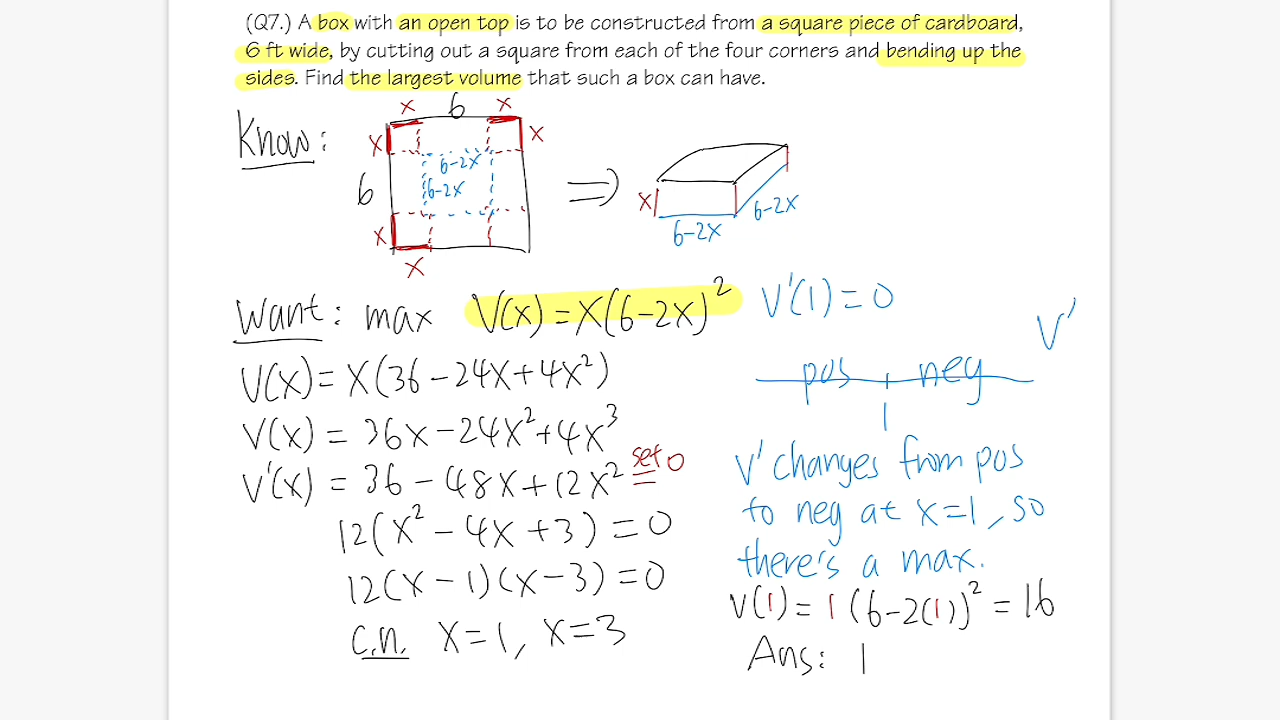 (Q7.) A box with an open top is to be constructed from a square piece of cardboard,
6 ft wide, by cutting out a square from each of the four corners and bending up the
sides. Find the largest volume that such a box can have.
Know:
x 6 x
x x
6-2x
6 6-2x
x
x
⇒
x
6-2x
6-2x
Want: max V(x) = x(6-2x)²
V(x) = x(36-24x+4x²)
V(x) = 36x-24x²+4x³
V'(x) = 36-48x+12x² set = 0
12(x²-4x+3) = 0
12(x-1)(x-3) = 0
c.n. x=1, x=3
V'(1) = 0
V'
pos neg
1
V' changes from pos
to neg at x=1, so
there's a max.
V(1) = 1(6-2(1))² = 16
Ans: 1